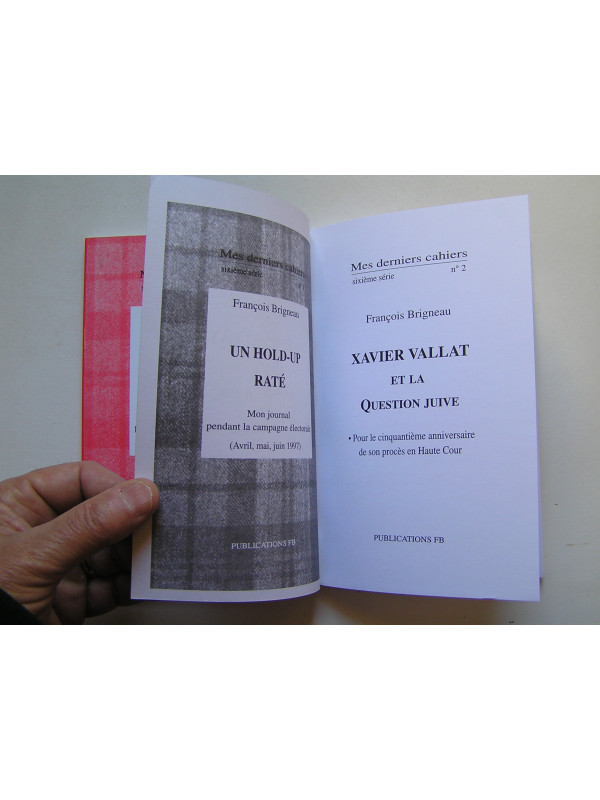 Mes derniers cahiers
sixième série
François Brigneau
UN HOLD-UP
RATÉ
Mon journal
pendant la campagne électorale
(Avril, mai, juin 1997)
PUBLICATIONS FB
Mes derniers cahiers
sixième série n° 2
François Brigneau
XAVIER VALLAT
ET LA
QUESTION JUIVE
• Pour le cinquantième anniversaire
de son procès en Haute Cour
PUBLICATIONS FB